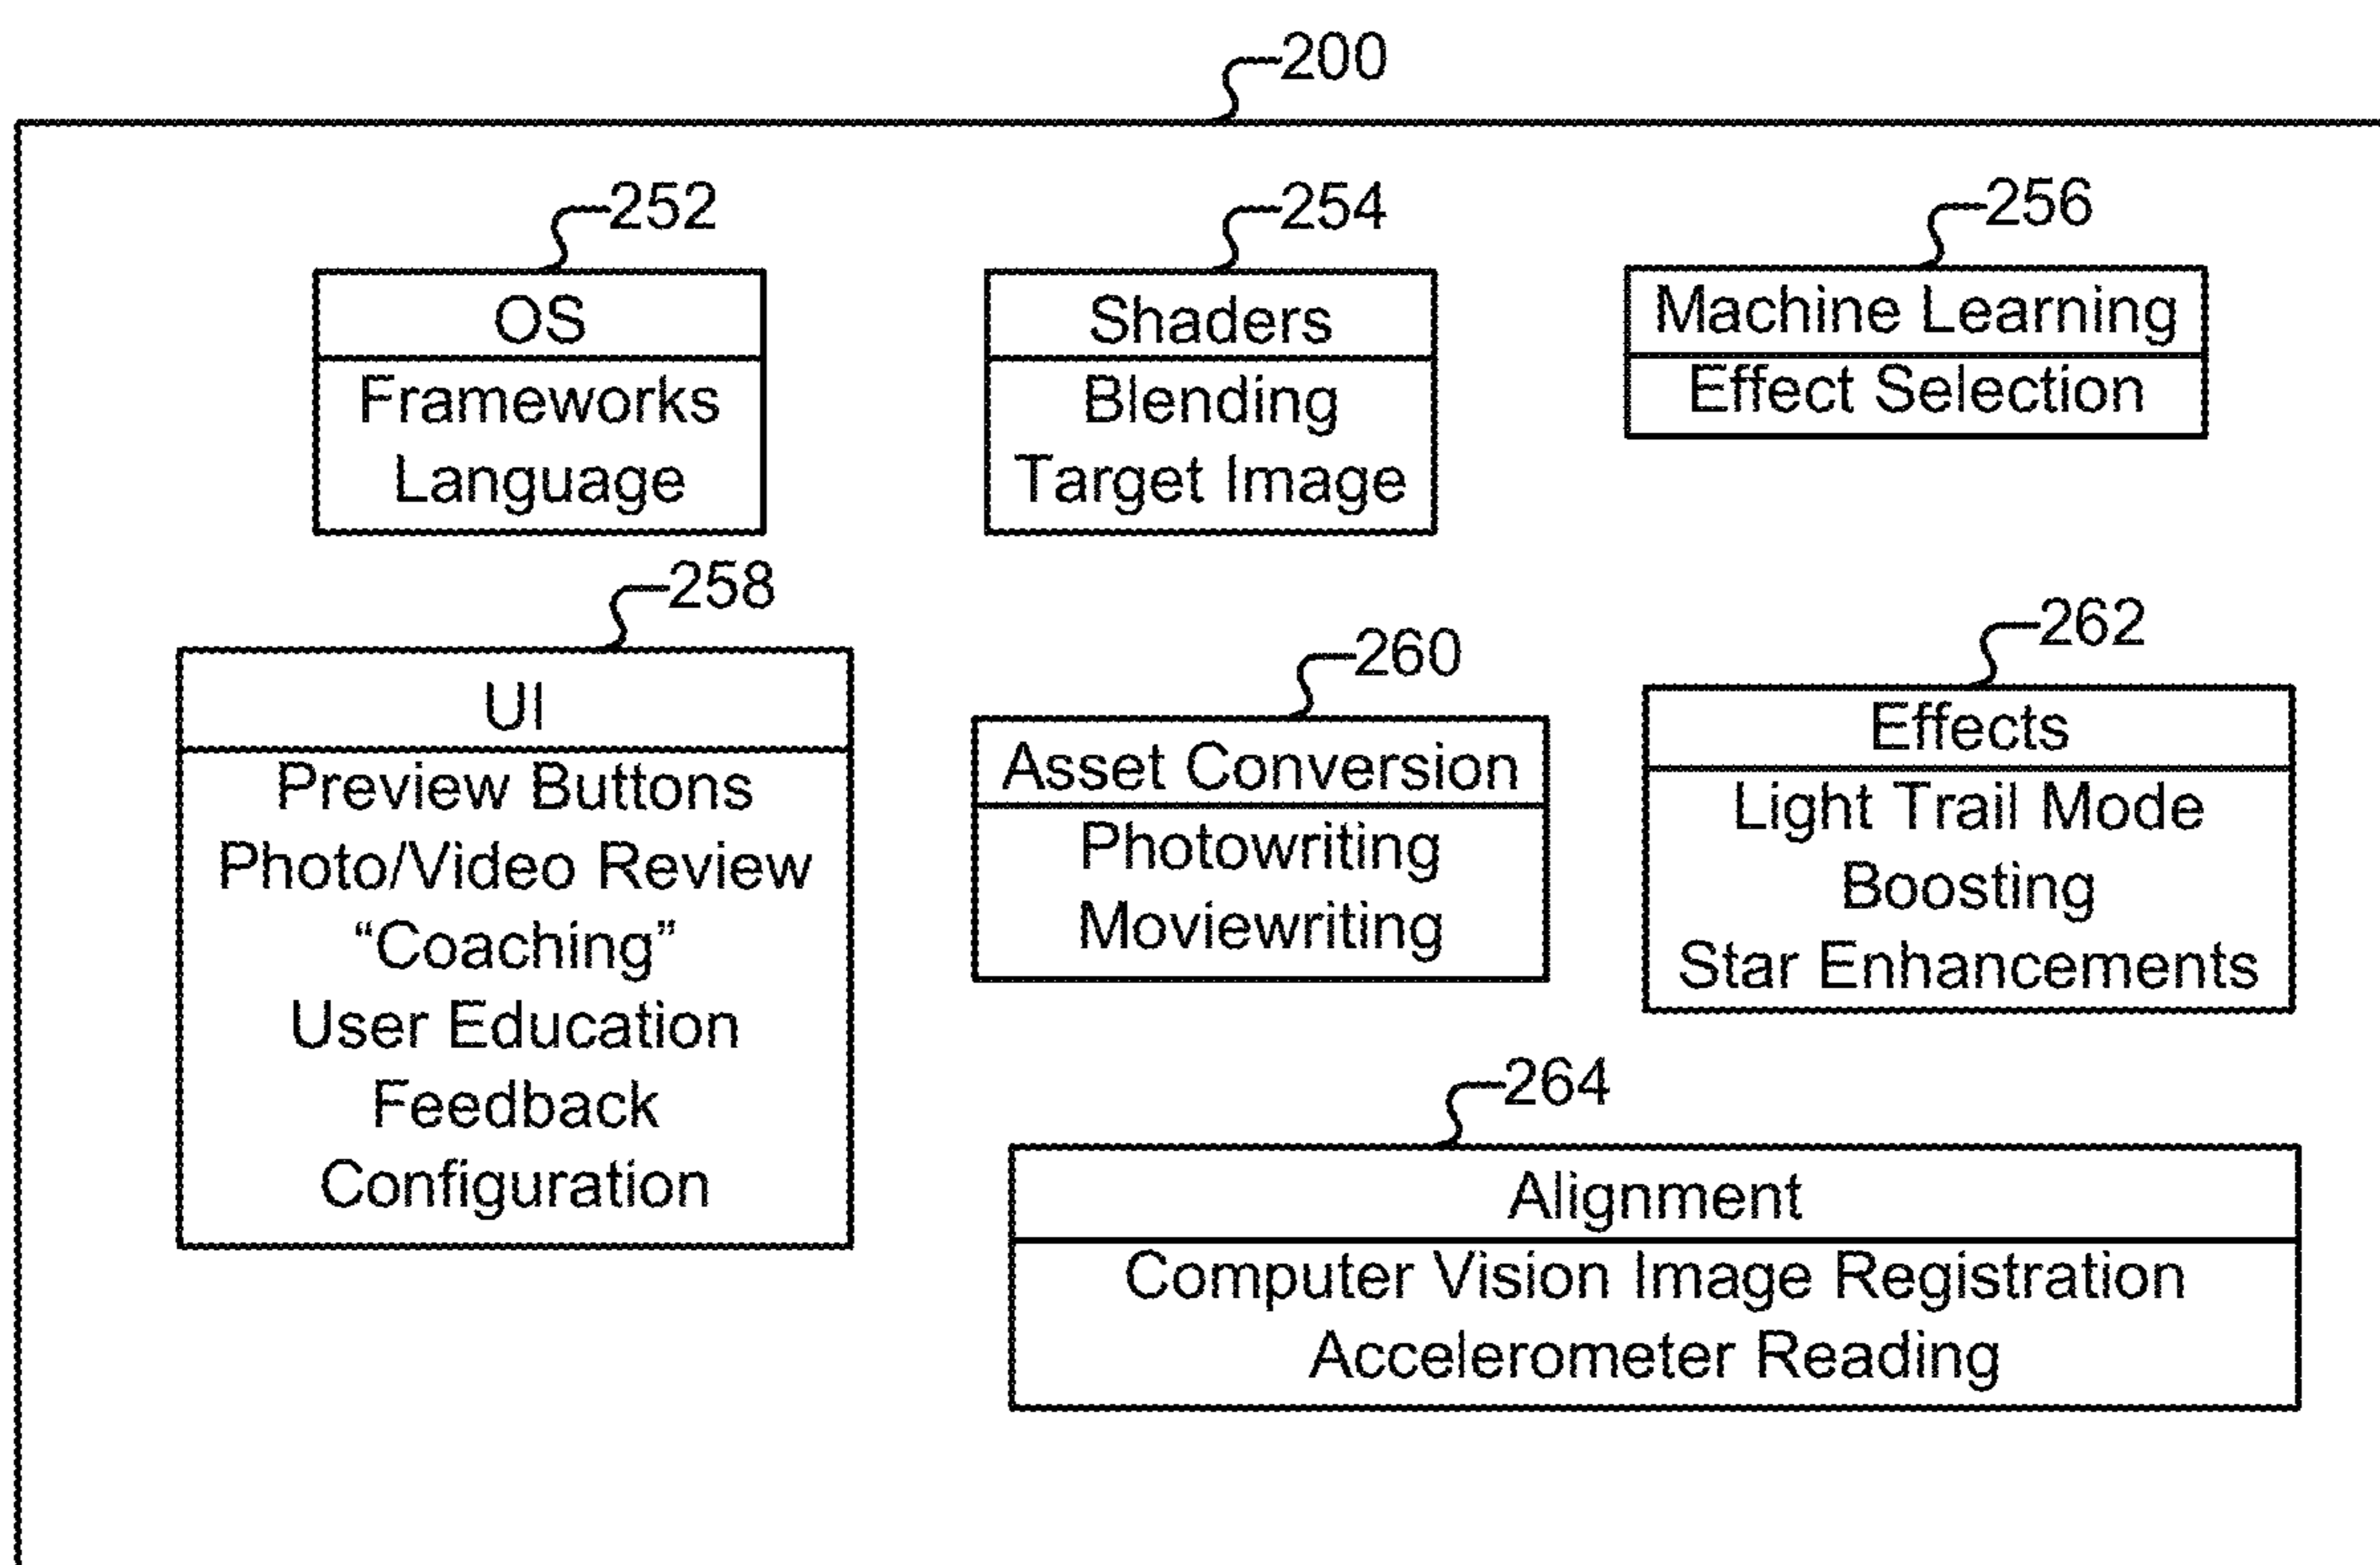 200
252
OS
Frameworks
Language
254
Shaders
Blending
Target Image
256
Machine Learning
Effect Selection
258
UI
Preview Buttons
Photo/Video Review
“Coaching”
User Education
Feedback
Configuration
260
Asset Conversion
Photowriting
Moviewriting
262
Effects
Light Trail Mode
Boosting
Star Enhancements
264
Alignment
Computer Vision Image Registration
Accelerometer Reading